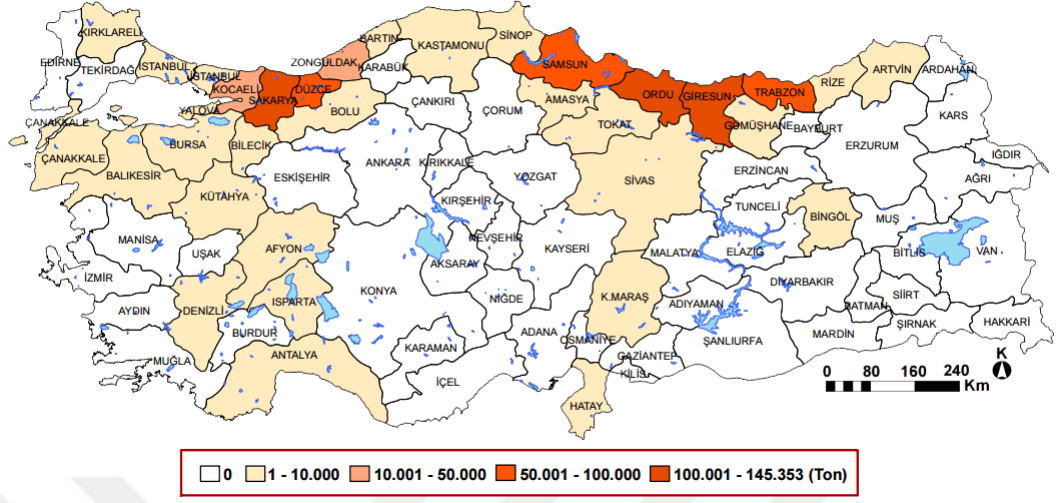 KIRKLARELİ
EDİRNE
TEKİRDAĞ
İSTANBUL
İSTANBUL
KOCAELİ
YALOVA
SAKARYA
DÜZCE
ZONGULDAK
BARTIN
KARABÜK
KASTAMONU
SİNOP
SAMSUN
ORDU
GİRESUN
TRABZON
RİZE
ARTVİN
ARDAHAN
ÇANAKKALE
ÇANAKKALE
BALIKESİR
BURSA
BİLECİK
BOLU
ÇANKIRI
ÇORUM
AMASYA
TOKAT
GÜMÜŞHANE
BAYBURT
ERZURUM
KARS
IĞDIR
AĞRI
KÜTAHYA
ESKİŞEHİR
ANKARA
KIRIKKALE
KIRŞEHİR
YOZGAT
SİVAS
ERZİNCAN
TUNCELİ
BİNGÖL
MUŞ
BİTLİS
VAN
MANİSA
UŞAK
AFYON
İZMİR
AYDIN
DENİZLİ
ISPARTA
BURDUR
MUĞLA
ANTALYA
KONYA
AKSARAY
NEVŞEHİR
KAYSERİ
NİĞDE
KARAMAN
İÇEL
ADANA
K.MARAŞ
OSMANİYE
HATAY
GAZİANTEP
KİLİS
MALATYA
ELAZIĞ
ADIYAMAN
ŞANLIURFA
DİYARBAKIR
BATMAN
MARDİN
SİİRT
ŞIRNAK
HAKKARİ
K
0 80 160 240 Km
0 1 - 10.000 10.001 - 50.000 50.001 - 100.000 100.001 - 145.353 (Ton)